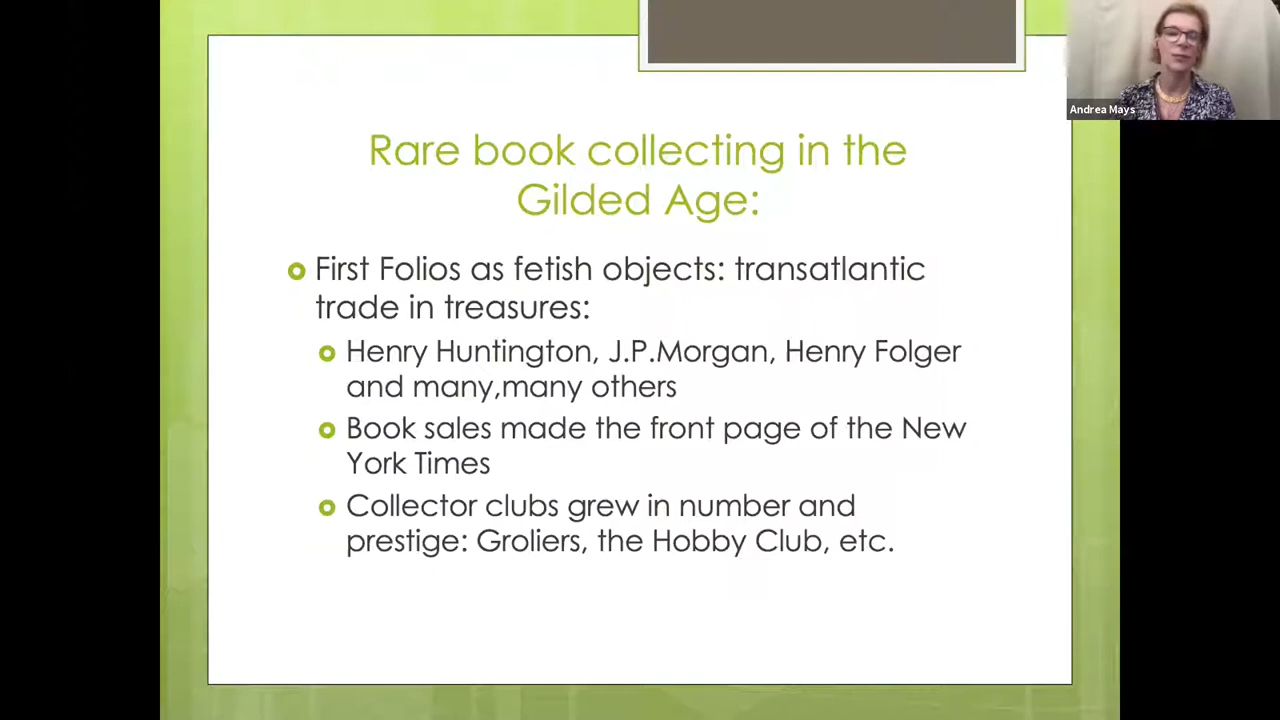 Andrea Mays
Rare book collecting in the
Gilded Age:
First Folios as fetish objects: transatlantic
trade in treasures:
Henry Huntington, J.P.Morgan, Henry Folger
and many,many others
Book sales made the front page of the New
York Times
Collector clubs grew in number and
prestige: Groliers, the Hobby Club, etc.